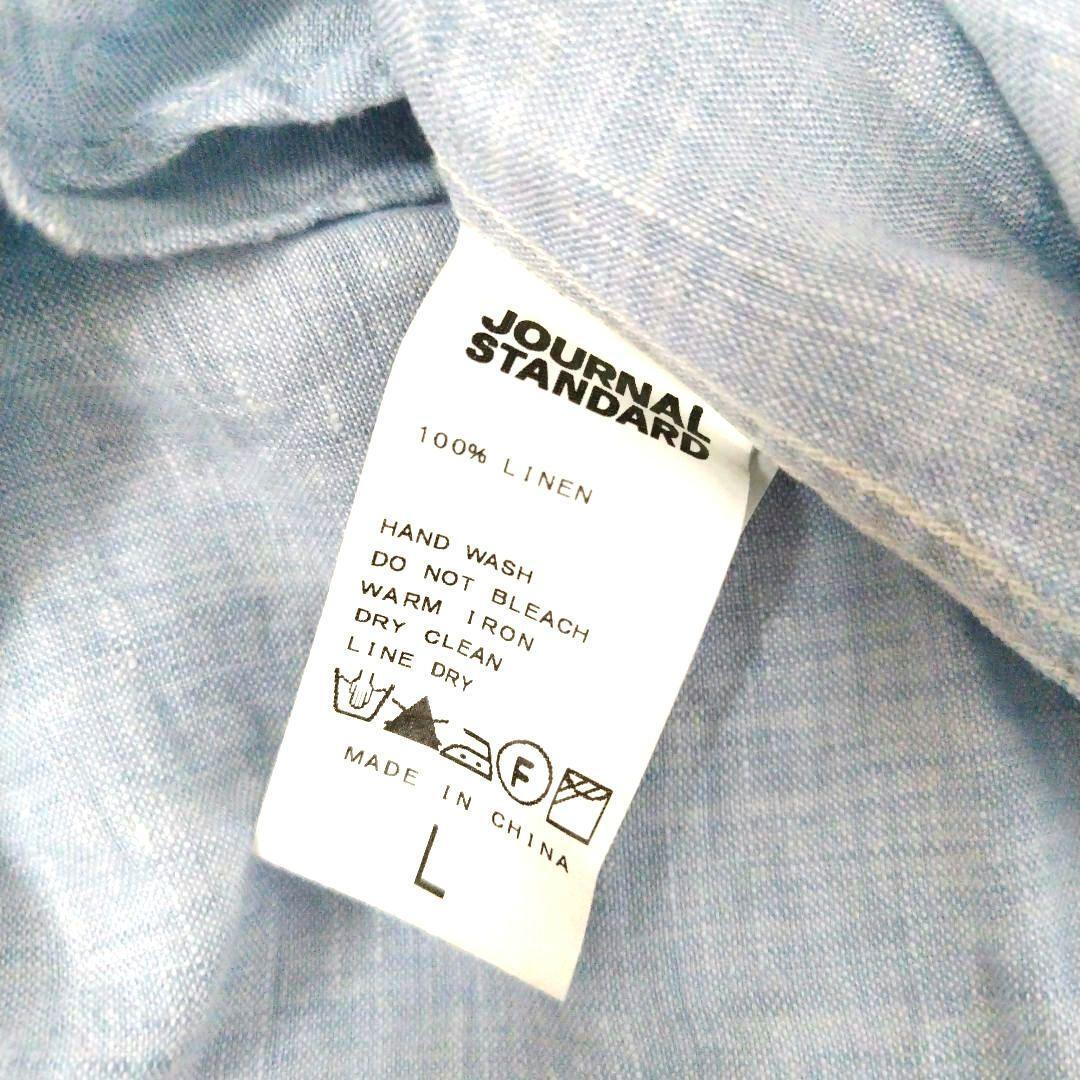 JOURNAL
STANDARD
100% LINEN
HAND WASH
DO NOT BLEACH
WARM IRON
DRY CLEAN
LINE DRY
F
MADE IN CHINA
L